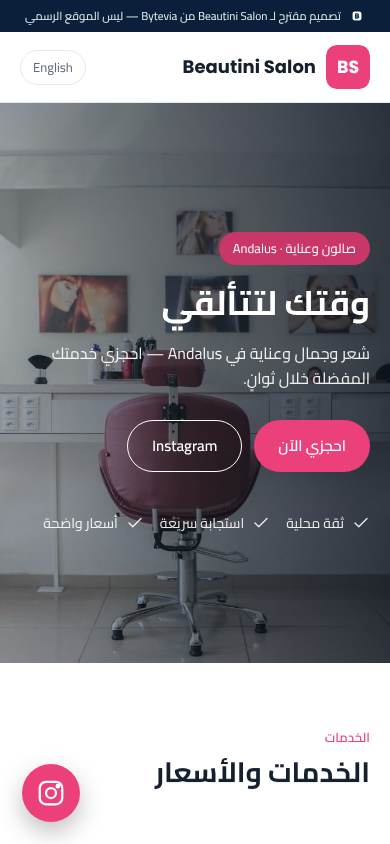 تصميم مقترح لـ Beautini Salon من Bytevia — ليس الموقع الرسمي
BS Beautini Salon English
صالون وعناية · Andalus
وقتك لتتألقي
شعر وجمال وعناية في Andalus — احجزي خدمتك
المفضلة خلال ثوانٍ.
احجزي الآن Instagram
ثقة محلية استجابة سريعة أسعار واضحة
الخدمات
الخدمات والأسعار